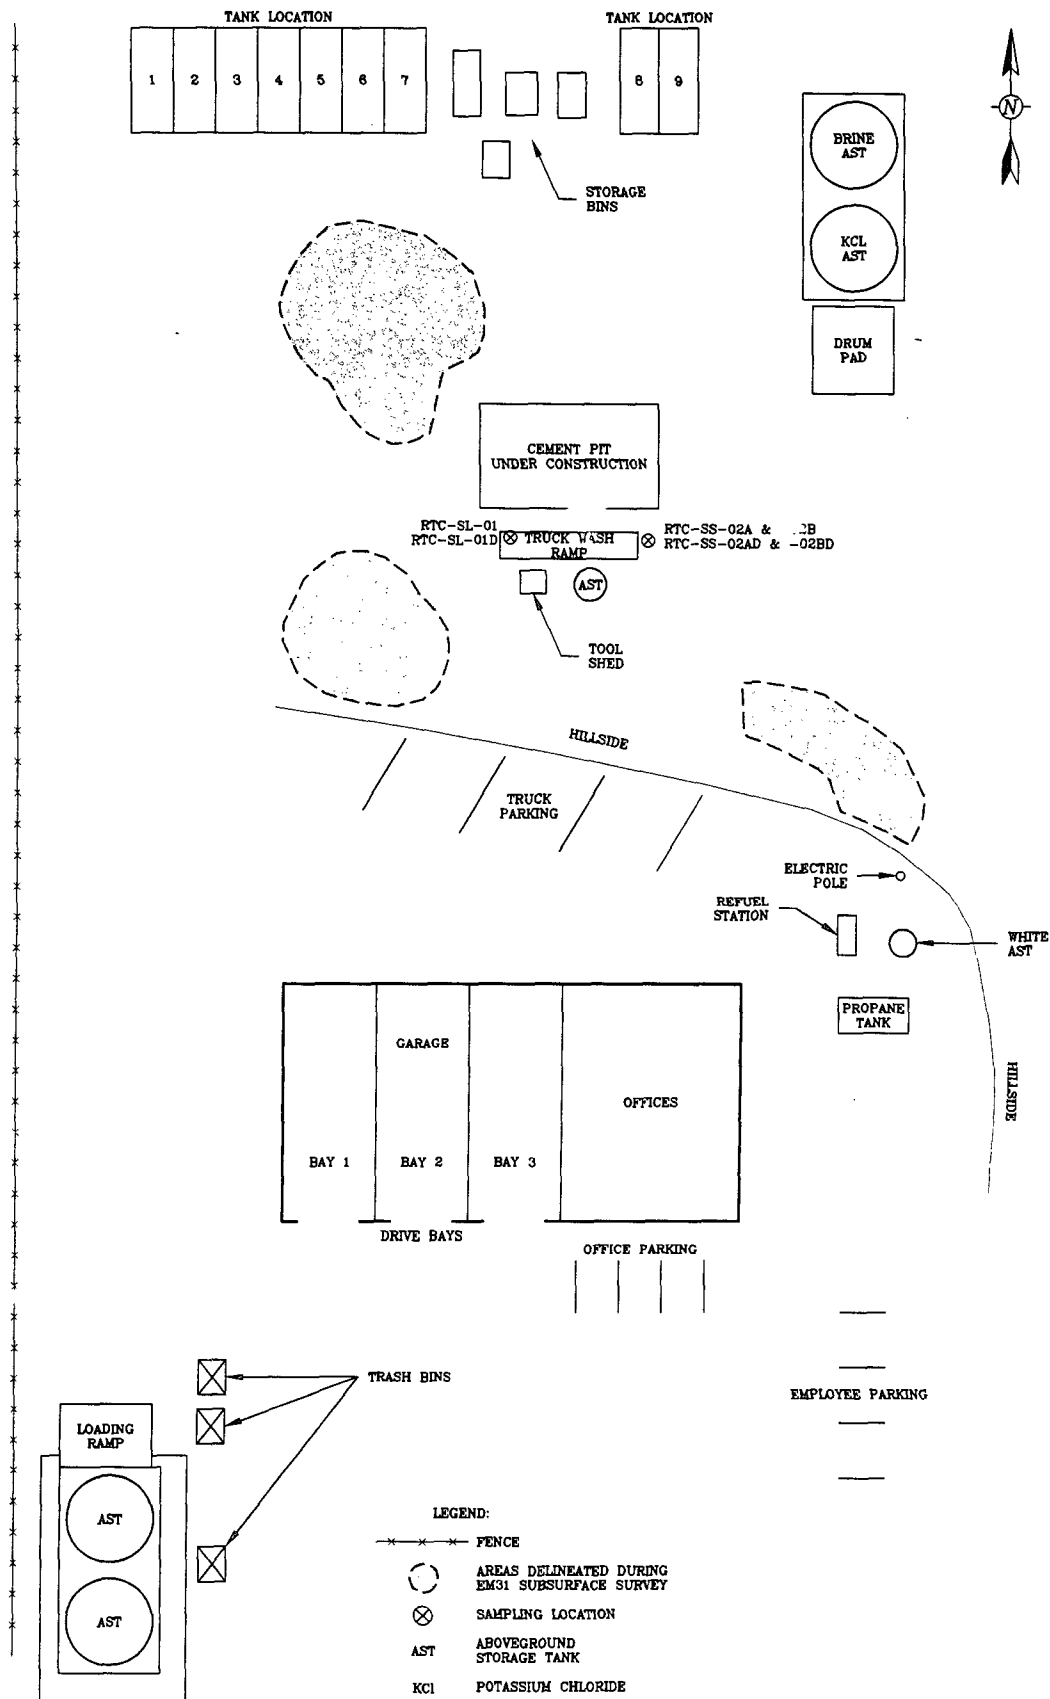 TANK LOCATION
TANK LOCATION
1 2 3 4 5 6 7
8 9
N
BRINE
AST
STORAGE
BINS
KCL
AST
DRUM
PAD
CEMENT PIT
UNDER CONSTRUCTION
RTC-SL-01
RTC-SL-01D
TRUCK WASH
RAMP
RTC-SS-02A &
RTC-SS-02AD & -02BD
AST
TOOL
SHED
HILLSIDE
TRUCK
PARKING
ELECTRIC
POLE
REFUEL
STATION
WHITE
AST
PROPANE
TANK
GARAGE
HILLSIDE
OFFICES
BAY 1
BAY 2
BAY 3
DRIVE BAYS
OFFICE PARKING
TRASH BINS
EMPLOYEE PARKING
LOADING
RAMP
AST
AST
LEGEND:
FENCE
AREAS DELINEATED DURING
EM31 SUBSURFACE SURVEY
SAMPLING LOCATION
AST
ABOVEGROUND
STORAGE TANK
KCl
POTASSIUM CHLORIDE